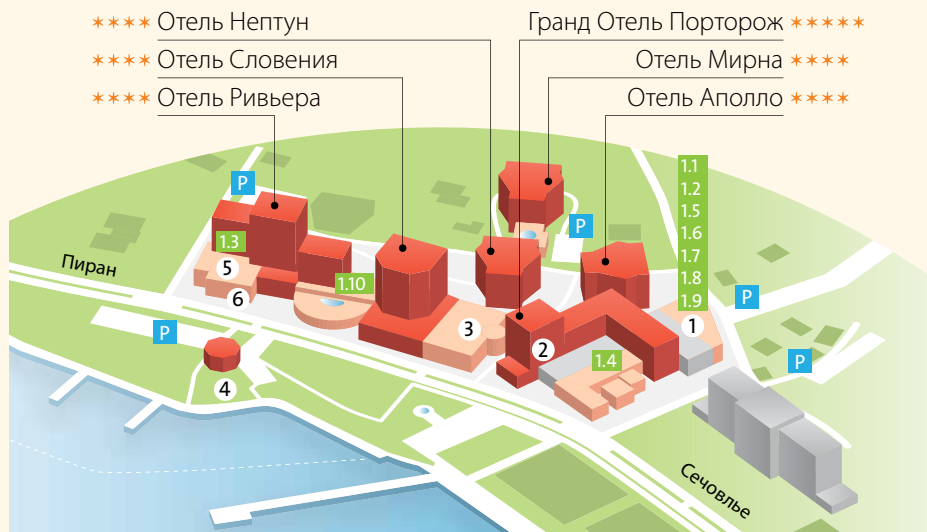 ✶✶✶✶ Отель Нептун
✶✶✶✶ Отель Словения
✶✶✶✶ Отель Ривьера
Гранд Отель Порторож ✶✶✶✶✶
Отель Мирна ✶✶✶✶
Отель Аполло ✶✶✶✶
1.1
1.2
1.5
1.6
1.7
1.8
1.9
P
P
1.3
5
6
Пиран
1.10
P
1
P
3
2
1.4
P
4
Сечовлье